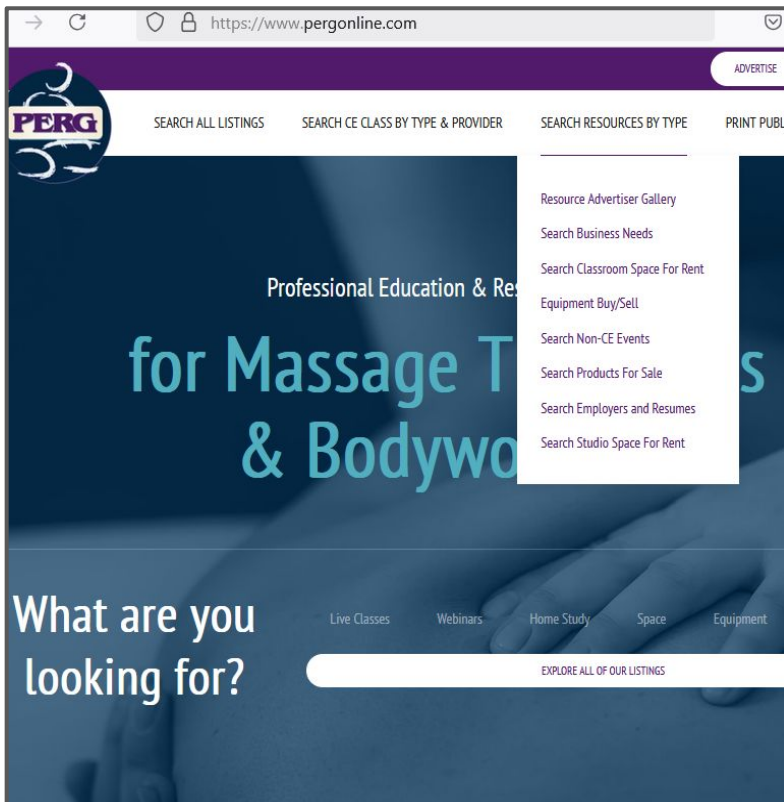 https://www.pergonline.com
ADVERTISE
PERG
SEARCH ALL LISTINGS
SEARCH CE CLASS BY TYPE & PROVIDER
SEARCH RESOURCES BY TYPE
PRINT PUBL
Resource Advertiser Gallery
Search Business Needs
Search Classroom Space For Rent
Equipment Buy/Sell
Search Non-CE Events
Search Products For Sale
Search Employers and Resumes
Search Studio Space For Rent
Professional Education & Res
for Massage T s
& Bodywo
What are you
looking for?
Live Classes
Webinars
Home Study
Space
Equipment
EXPLORE ALL OF OUR LISTINGS